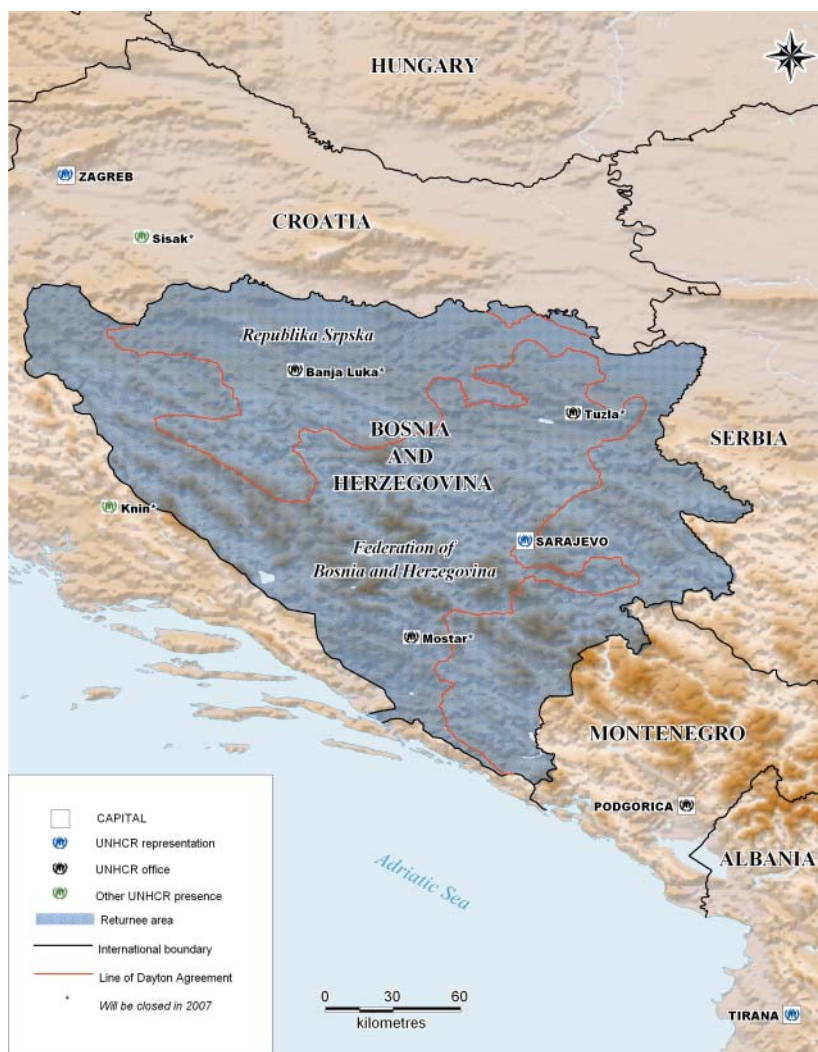 HUNGARY
ZAGREB
CROATIA
Sisak*
Republika Srpska
Banja Luka*
Tuzla*
BOSNIA
AND
HERZEGOVINA
SERBIA
Knin*
SARAJEVO
Federation of
Bosnia and Herzegovina
Mostar*
MONTENEGRO
PODGORICA
ALBANIA
Adriatic Sea
TIRANA
CAPITAL
UNHCR representation
UNHCR office
Other UNHCR presence
Returnee area
International boundary
Line of Dayton Agreement
* Will be closed in 2007
0 30 60
kilometres